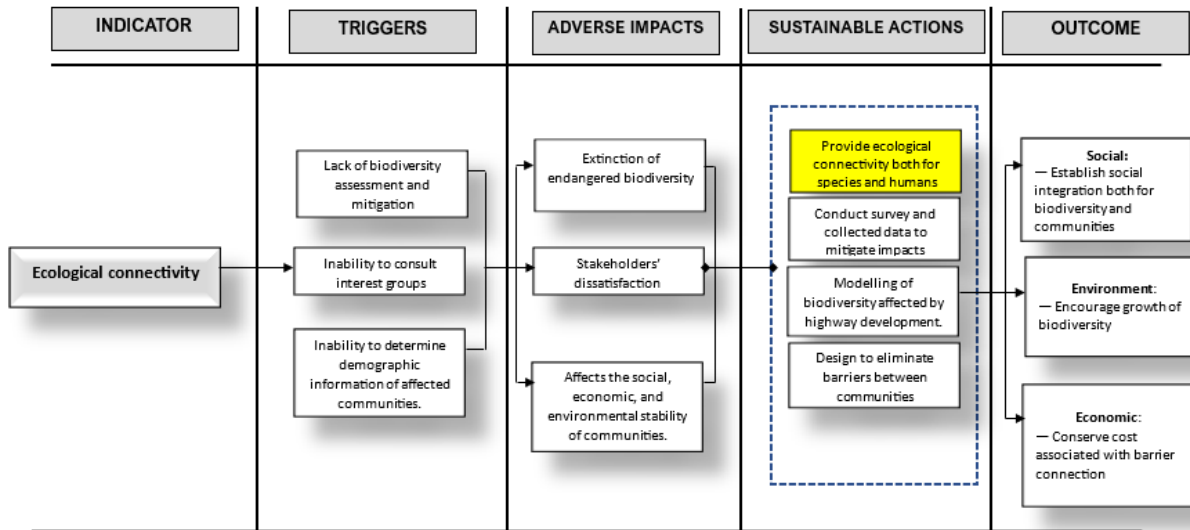 INDICATOR
TRIGGERS
ADVERSE IMPACTS
SUSTAINABLE ACTIONS
OUTCOME
Ecological connectivity
Lack of biodiversity
assessment and
mitigation
Inability to consult
interest groups
Inability to determine
demographic
information of affected
communities.
Extinction of
endangered biodiversity
Stakeholders’
dissatisfaction
Affects the social,
economic, and
environmental stability
of communities.
Provide ecological
connectivity both for
species and humans
Conduct survey and
collected data to
mitigate impacts
Modelling of
biodiversity affected by
highway development.
Design to eliminate
barriers between
communities
Social:
— Establish social
integration both for
biodiversity and
communities
Environment:
— Encourage growth of
biodiversity
Economic:
— Conserve cost
associated with barrier
connection